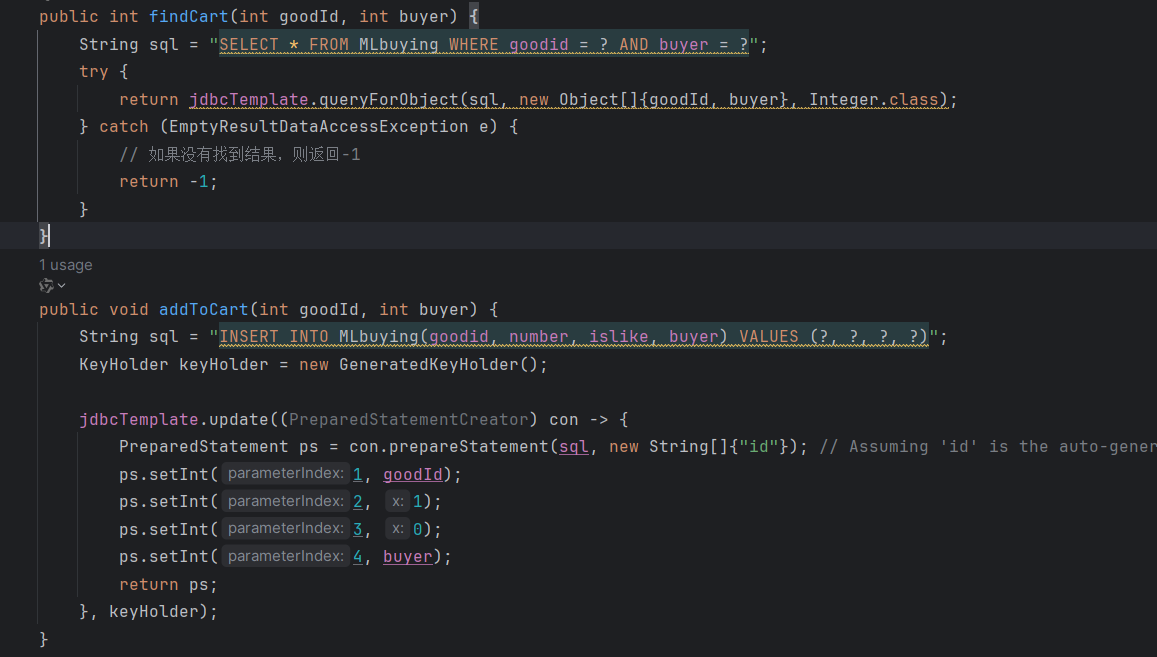 public int findCart(int goodId, int buyer) {
String sql = "SELECT * FROM MLbuying WHERE goodid = ? AND buyer = ?";
try {
return jdbcTemplate.queryForObject(sql, new Object[]{goodId, buyer}, Integer.class);
} catch (EmptyResultDataAccessException e) {
// 如果没有找到结果，则返回-1
return -1;
}
}
1 usage
public void addToCart(int goodId, int buyer) {
String sql = "INSERT INTO MLbuying(goodid, number, islike, buyer) VALUES (?, ?, ?, ?)";
KeyHolder keyHolder = new GeneratedKeyHolder();
jdbcTemplate.update((PreparedStatementCreator) con -> {
PreparedStatement ps = con.prepareStatement(sql, new String[]{"id"}); // Assuming 'id' is the auto-gener
ps.setInt( parameterIndex: 1, goodId);
ps.setInt( parameterIndex: 2, x: 1);
ps.setInt( parameterIndex: 3, x: 0);
ps.setInt( parameterIndex: 4, buyer);
return ps;
}, keyHolder);
}